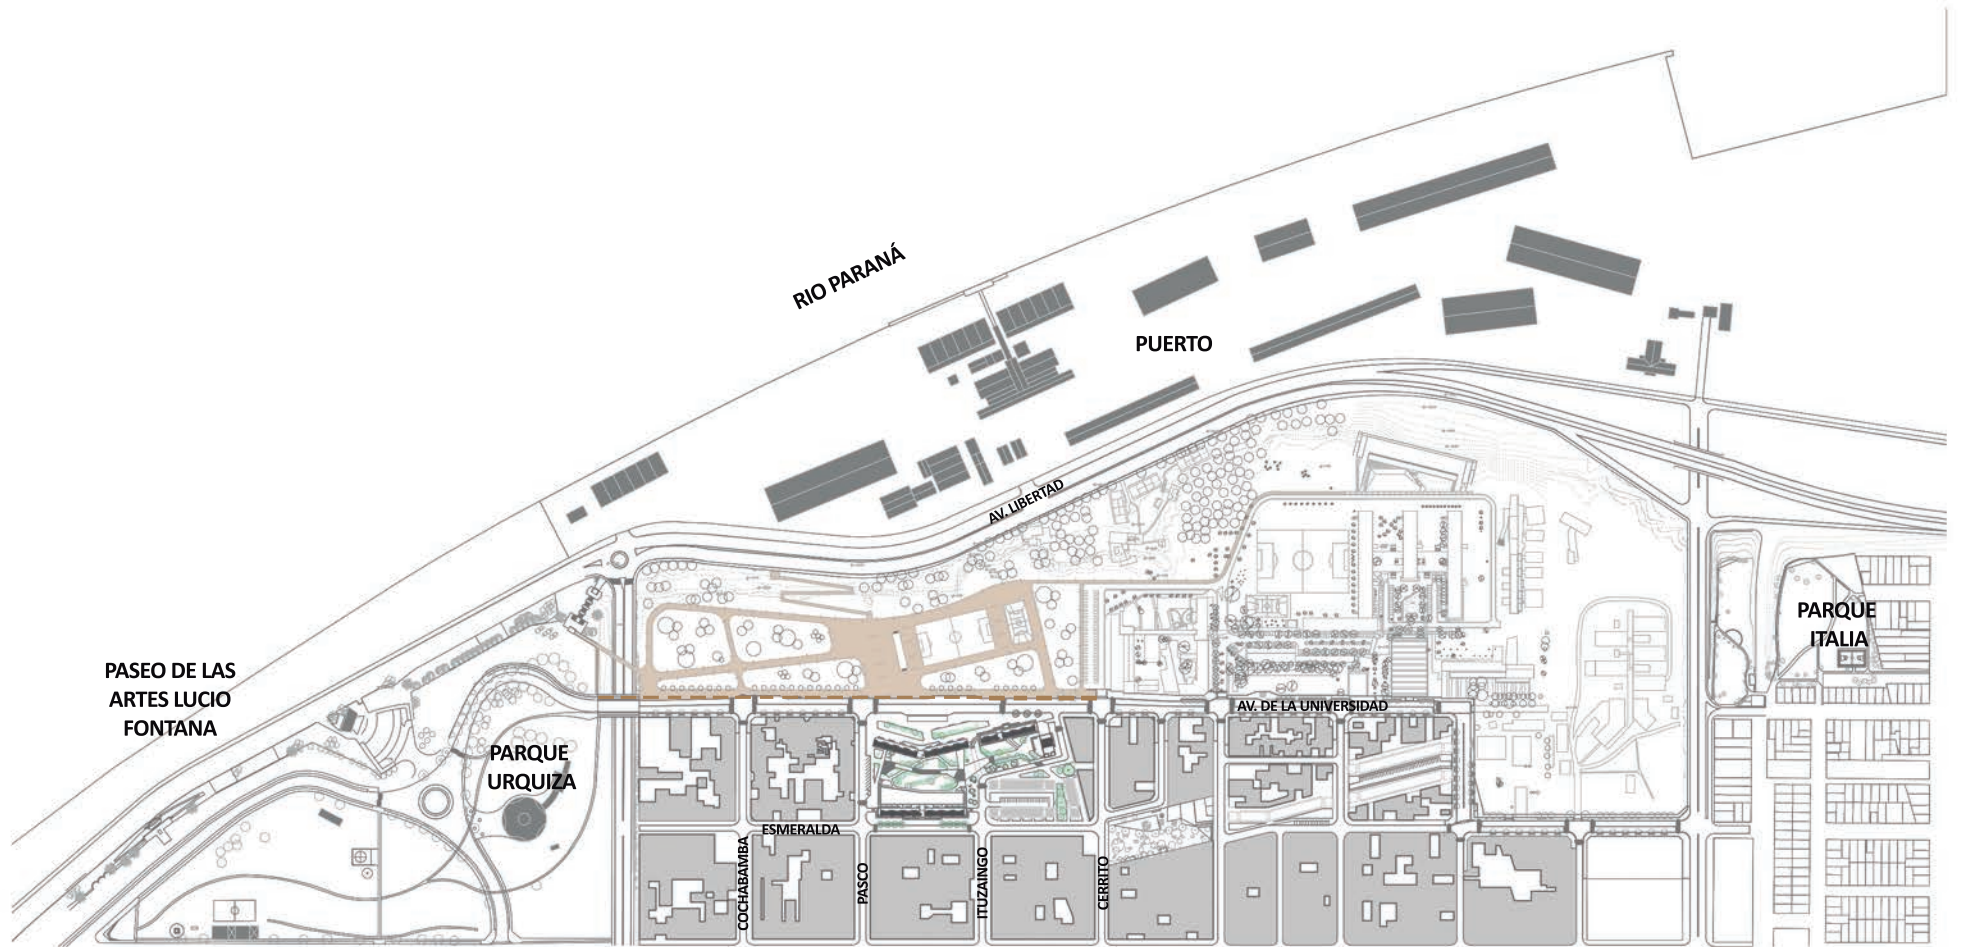 RIO PARANÁ
PUERTO
AV. LIBERTAD
PARQUE
ITALIA
PASEO DE LAS
ARTES LUCIO
FONTANA
AV. DE LA UNIVERSIDAD
PARQUE
URQUIZA
ESMERALDA
COCHABAMBA
PASCO
ITUZAINGO
CERRITO